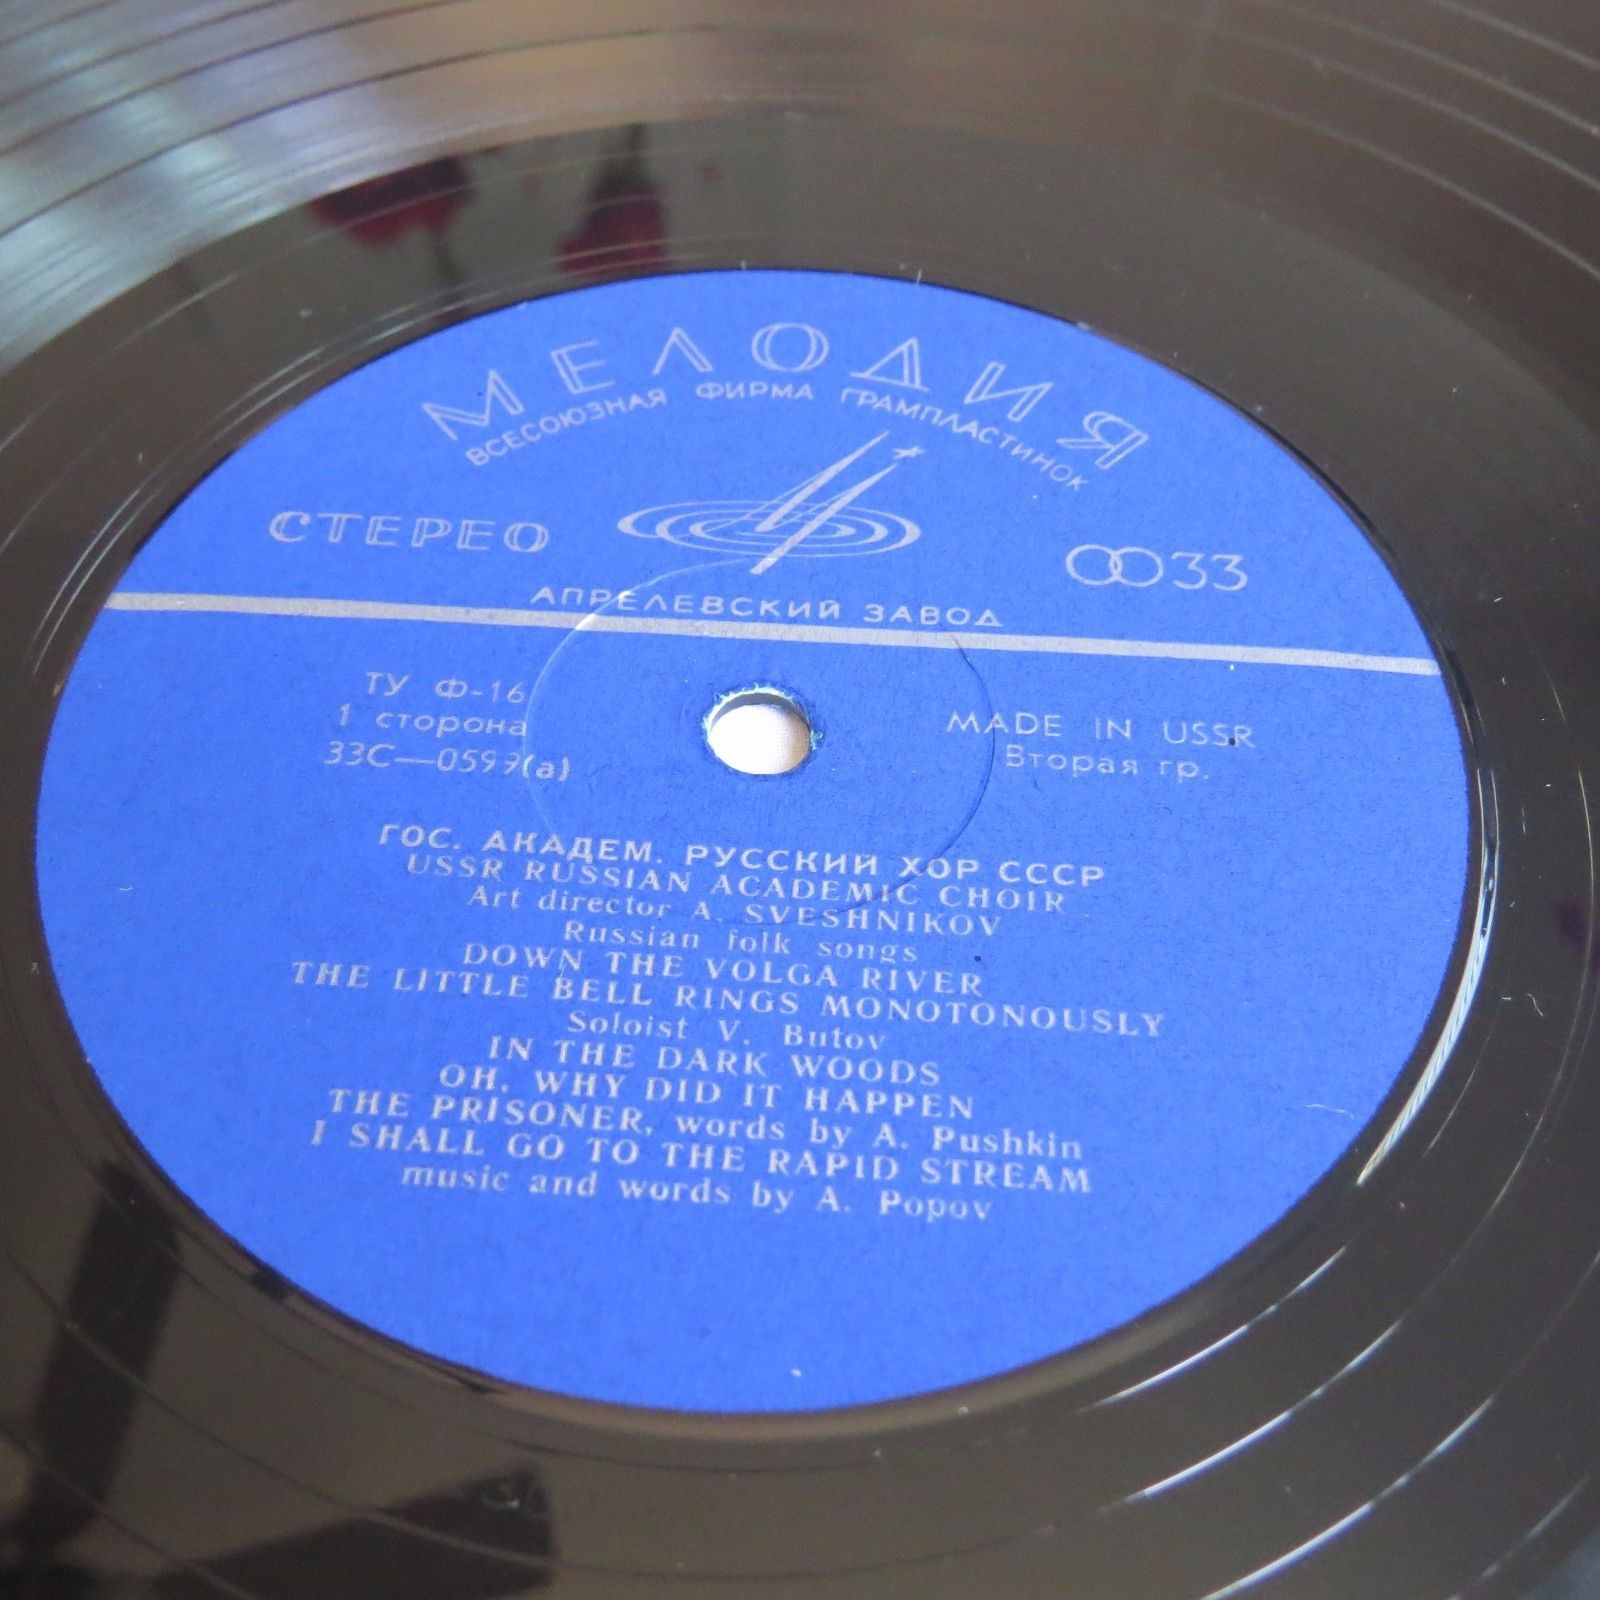 МЕЛОДИЯ
ВСЕСОЮЗНАЯ ФИРМА ГРАМПЛАСТИНОК
СТЕРЕО
33
АПРЕЛЕВСКИЙ ЗАВОД
ТУ Ф-16
1 сторона
MADE IN USSR
Вторая гр.
ГОС. АКАДЕМ. РУССКИЙ ХОР СССР
USSR RUSSIAN ACADEMIC CHOIR
Art director A. SVESHNIKOV
Russian folk songs
DOWN THE VOLGA RIVER
THE LITTLE BELL RINGS MONOTONOUSLY
Soloist V. Butov
IN THE DARK WOODS
OH, WHY DID IT HAPPEN
THE PRISONER, words by A. Pushkin
I SHALL GO TO THE RAPID STREAM
music and words by A. Popov